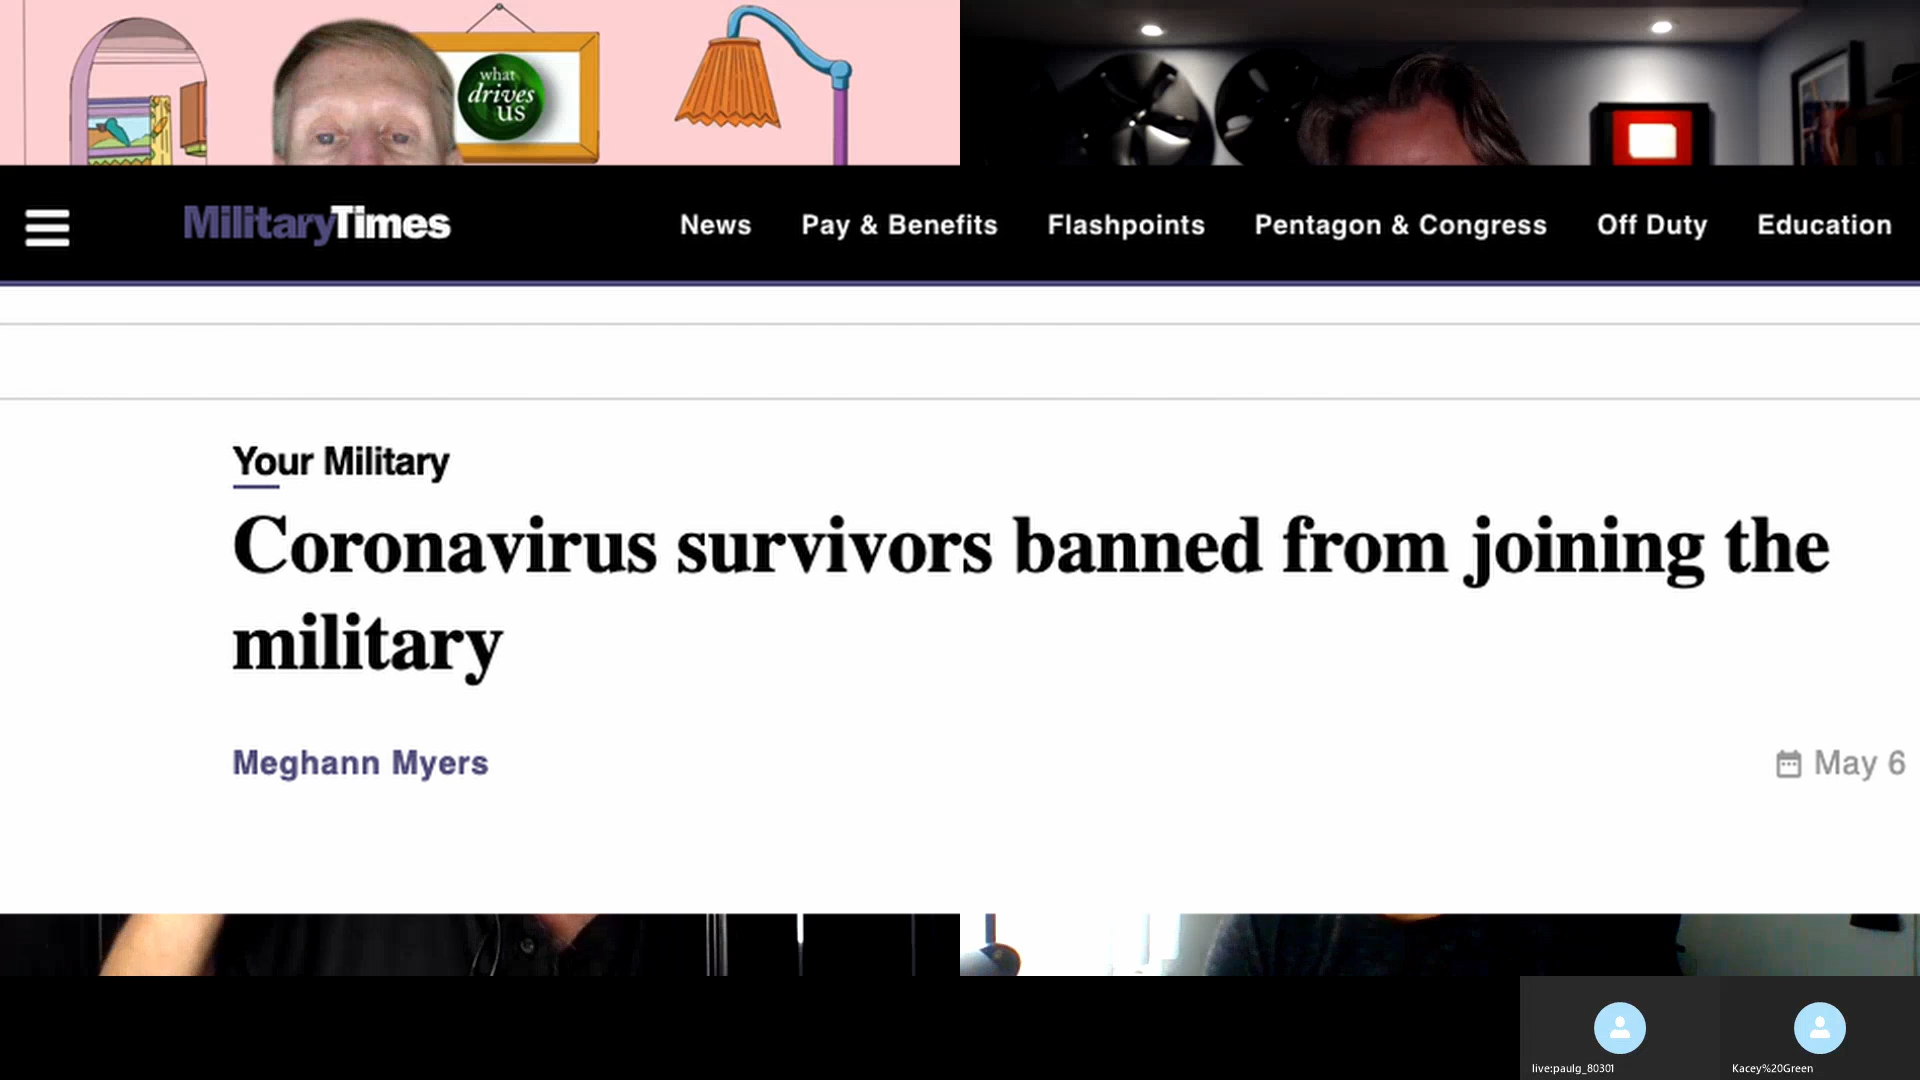 what
drives
us
MilitaryTimes
News Pay & Benefits Flashpoints Pentagon & Congress Off Duty Education
Your Military
Coronavirus survivors banned from joining the
military
Meghann Myers
May 6
live:paulg_80301
Kacey%20Green